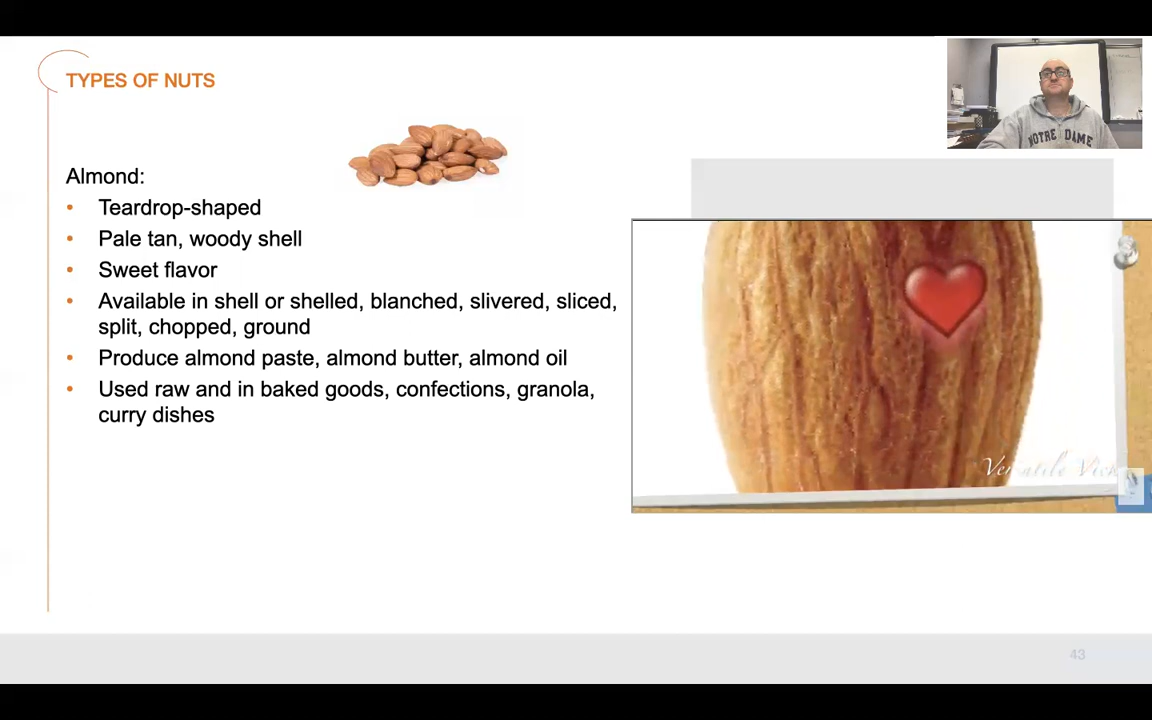 TYPES OF NUTS
NOTRE DAME
Almond:
• Teardrop-shaped
• Pale tan, woody shell
• Sweet flavor
• Available in shell or shelled, blanched, slivered, sliced,
split, chopped, ground
• Produce almond paste, almond butter, almond oil
• Used raw and in baked goods, confections, granola,
curry dishes
Versatile
43